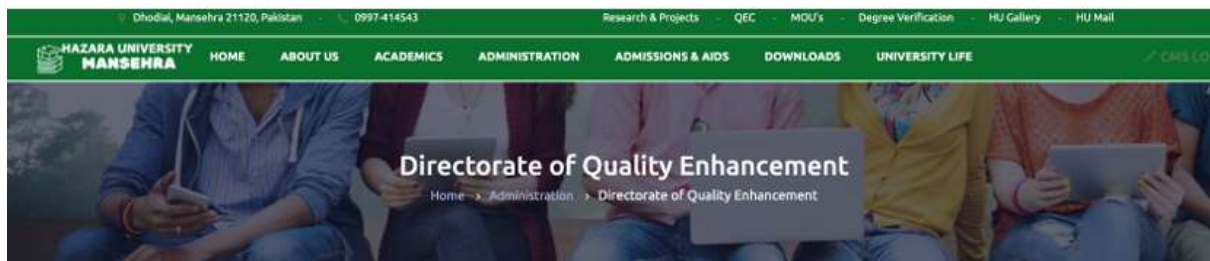 Dhodial, Mansehra 21120, Pakistan - 0997-414543 Research & Projects - QEC - MOU's - Degree Verification - HU Gallery - HU Mail
HAZARA UNIVERSITY
MANSEHRA
HOME ABOUT US ACADEMICS ADMINISTRATION ADMISSIONS & AIDS DOWNLOADS UNIVERSITY LIFE CMS LO
Directorate of Quality Enhancement
Home › Administration › Directorate of Quality Enhancement